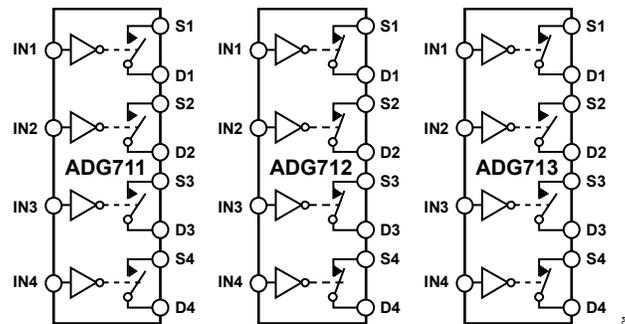 S1 S1 S1
IN1 IN1 IN1
D1 D1 D1
S2 S2 S2
IN2 IN2 IN2
D2 D2 D2
ADG711 ADG712 ADG713
S3 S3 S3
IN3 IN3 IN3
D3 D3 D3
S4 S4 S4
IN4 IN4 IN4
D4 D4 D4